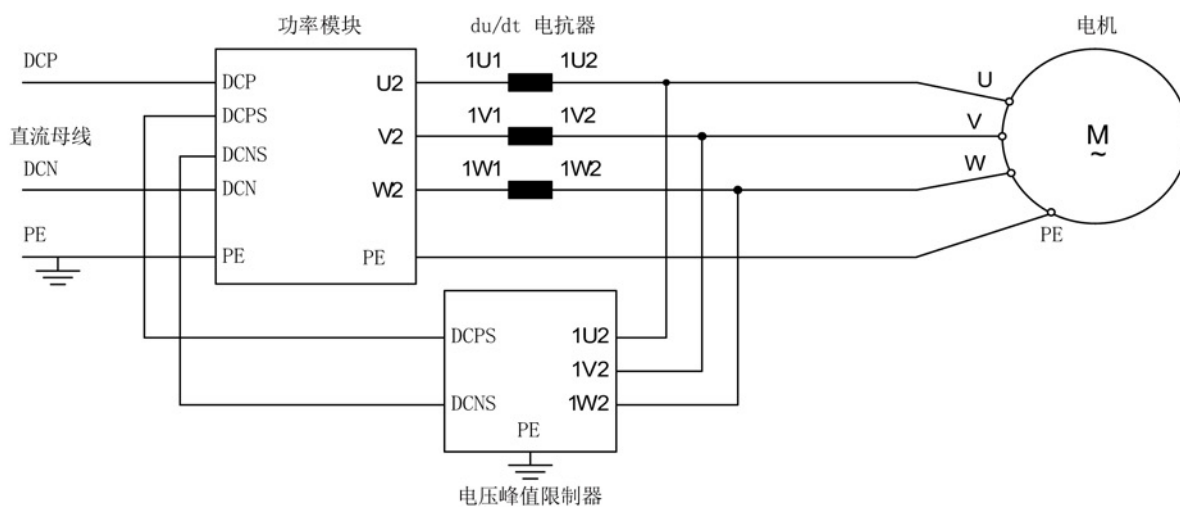 功率模块
du/dt 电抗器
电机
DCP
DCP
U2
1U1
1U2
U
DCPS
直流母线
V2
1V1
1V2
V
M
~
DCNS
DCN
DCN
W2
1W1
1W2
W
PE
PE
PE
PE
DCPS
1U2
1V2
DCNS
1W2
PE
电压峰值限制器